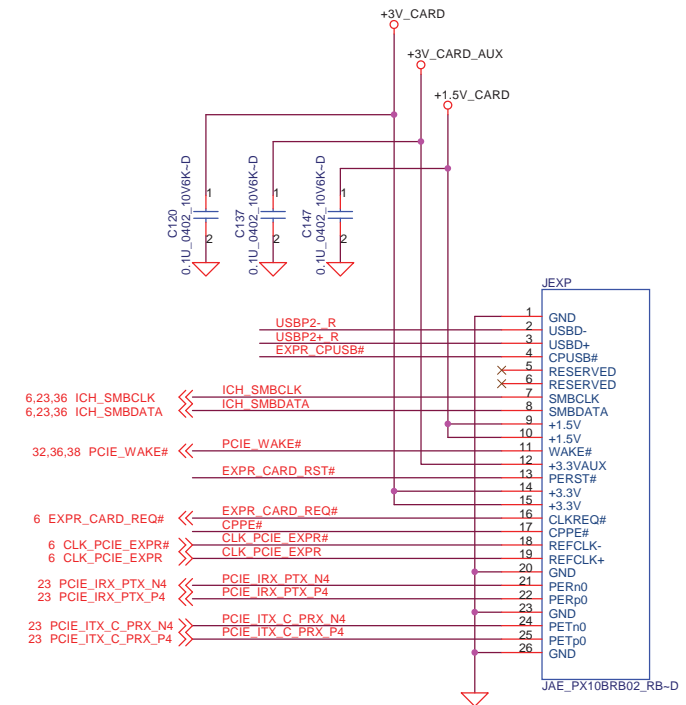 +3V_CARD
+3V_CARD_AUX
+1.5V_CARD
C120
0.1U_0402_10V6K~D
1
2
C137
0.1U_0402_10V6K~D
1
2
C147
0.1U_0402_10V6K~D
1
2
JEXP
1 GND
USBP2-_R 2 USBD-
USBP2+_R 3 USBD+
EXPR_CPUSB# 4 CPUSB#
5 RESERVED
6 RESERVED
6,23,36 ICH_SMBCLK ICH_SMBCLK 7 SMBCLK
6,23,36 ICH_SMBDATA ICH_SMBDATA 8 SMBDATA
9 +1.5V
10 +1.5V
32,36,38 PCIE_WAKE# PCIE_WAKE# 11 WAKE#
12 +3.3VAUX
EXPR_CARD_RST# 13 PERST#
14 +3.3V
15 +3.3V
6 EXPR_CARD_REQ# EXPR_CARD_REQ# 16 CLKREQ#
CPPE# 17 CPPE#
6 CLK_PCIE_EXPR# CLK_PCIE_EXPR# 18 REFCLK-
6 CLK_PCIE_EXPR CLK_PCIE_EXPR 19 REFCLK+
20 GND
23 PCIE_IRX_PTX_N4 PCIE_IRX_PTX_N4 21 PERn0
23 PCIE_IRX_PTX_P4 PCIE_IRX_PTX_P4 22 PERp0
23 GND
23 PCIE_ITX_C_PRX_N4 PCIE_ITX_C_PRX_N4 24 PETn0
23 PCIE_ITX_C_PRX_P4 PCIE_ITX_C_PRX_P4 25 PETp0
26 GND
JAE_PX10BRB02_RB~D